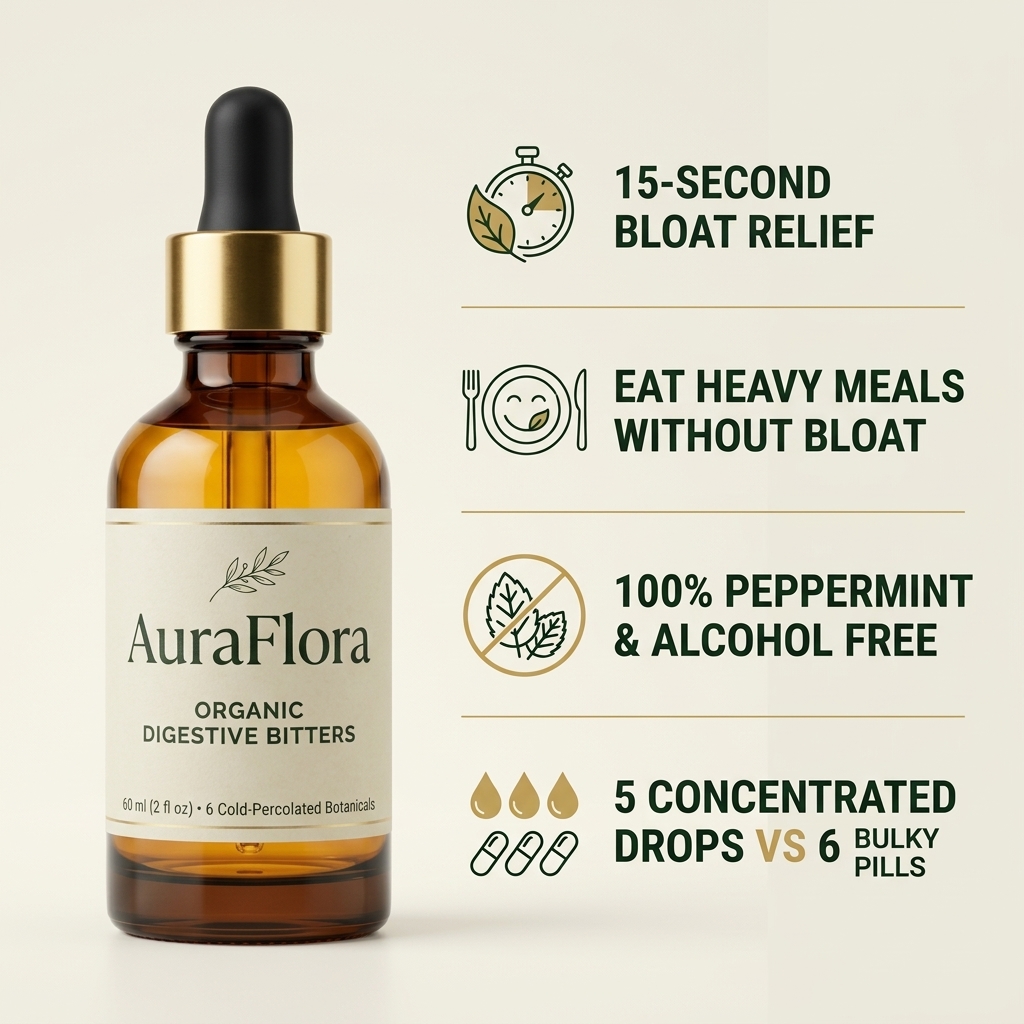 AuraFlora
ORGANIC
DIGESTIVE BITTERS
60 ml (2 fl oz) • 6 Cold-Percolated Botanicals
15-SECOND
BLOAT RELIEF
EAT HEAVY MEALS
WITHOUT BLOAT
100% PEPPERMINT
& ALCOHOL FREE
5 CONCENTRATED
DROPS VS 6 BULKY
PILLS